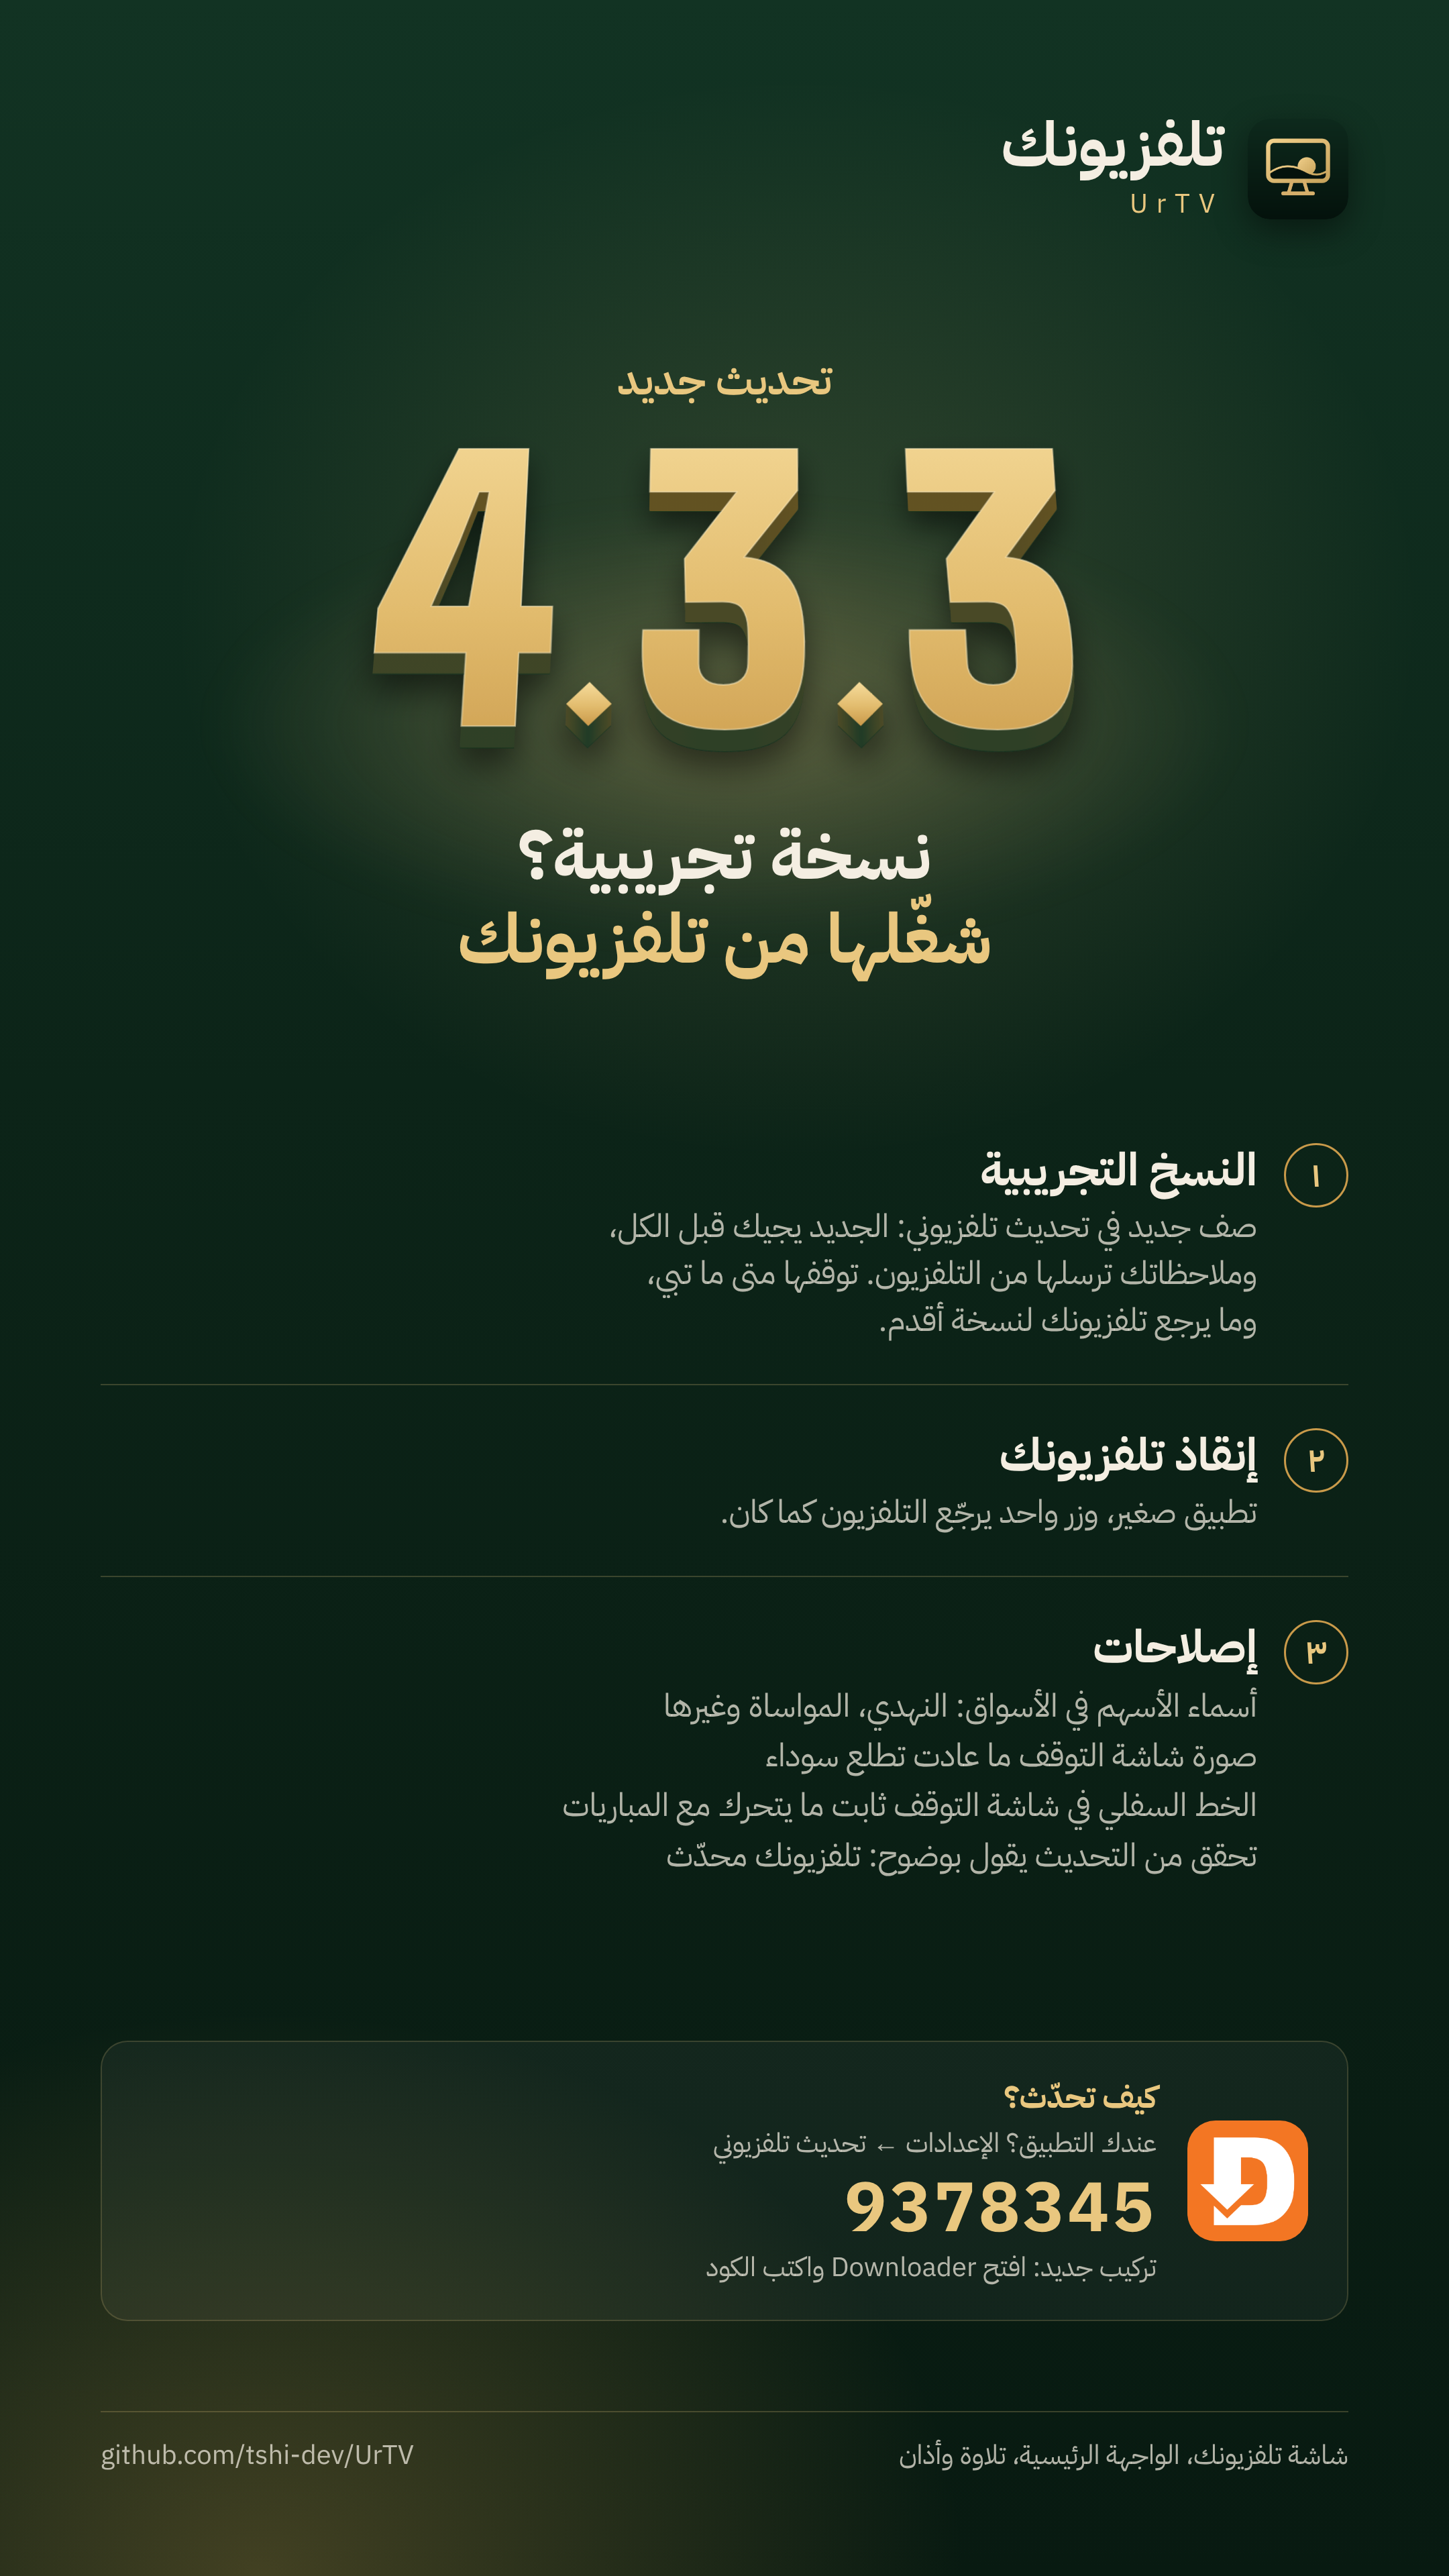 تلفزيونك
UrTV
تحديث جديد
4.3.3
نسخة تجريبية؟
شغّلها من تلفزيونك
١
النسخ التجريبية
صف جديد في تحديث تلفزيوني: الجديد يجيك قبل الكل،
وملاحظاتك ترسلها من التلفزيون. توقفها متى ما تبي،
وما يرجع تلفزيونك لنسخة أقدم.
٢
إنقاذ تلفزيونك
تطبيق صغير، وزر واحد يرجّع التلفزيون كما كان.
٣
إصلاحات
أسماء الأسهم في الأسواق: النهدي، المواساة وغيرها
صورة شاشة التوقف ما عادت تطلع سوداء
الخط السفلي في شاشة التوقف ثابت ما يتحرك مع المباريات
تحقق من التحديث يقول بوضوح: تلفزيونك محدّث
كيف تحدّث؟
عندك التطبيق؟ الإعدادات ← تحديث تلفزيوني
9378345
تركيب جديد: افتح Downloader واكتب الكود
شاشة تلفزيونك، الواجهة الرئيسية، تلاوة وأذان
github.com/tshi-dev/UrTV